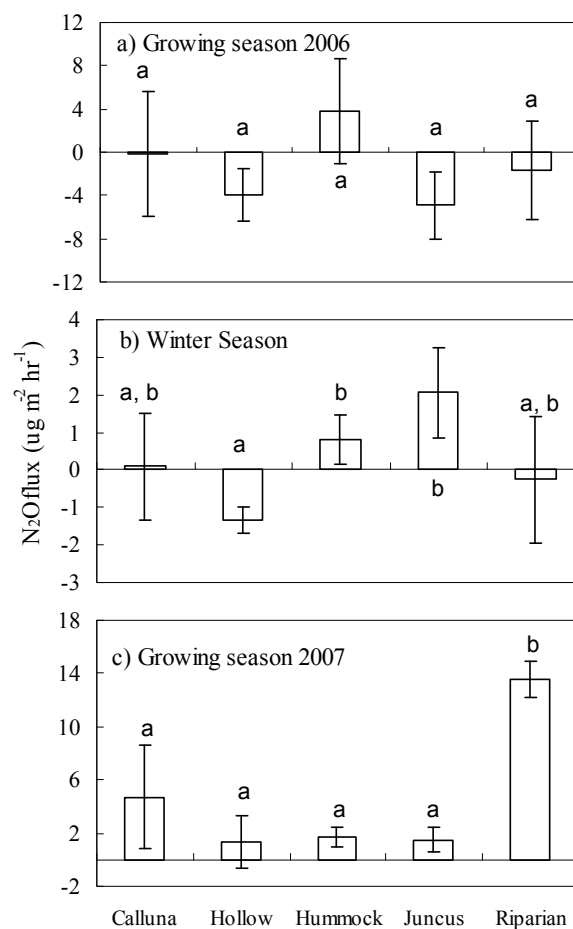 a) Growing season 2006
12
8
4
0
-4
-8
-12
a
a
a
a
a
b) Winter Season
4
3
2
1
0
-1
-2
-3
a, b
a
b
b
a, b
N₂Oflux (ug m⁻² hr⁻¹)
c) Growing season 2007
18
14
10
6
2
-2
a
a
a
a
b
Calluna Hollow Hummock Juncus Riparian